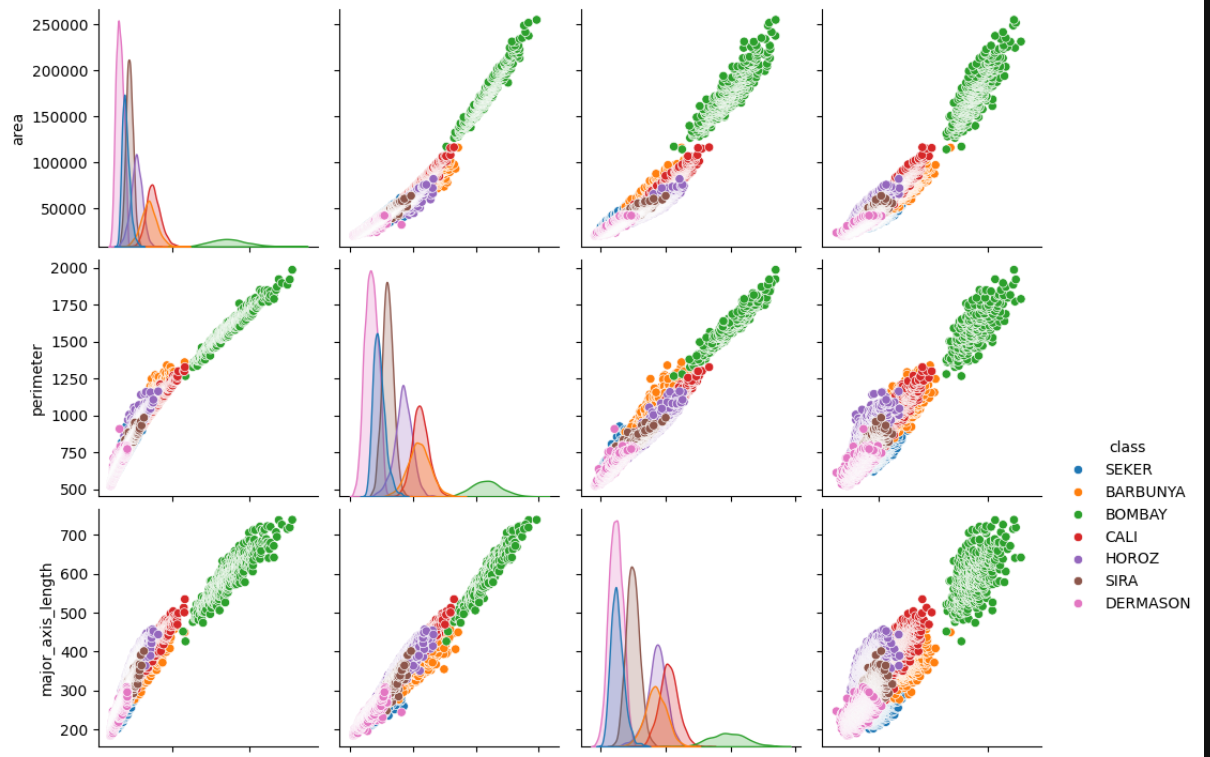 250000
200000
150000
100000
50000
area
2000
1750
1500
1250
1000
750
500
perimeter
700
600
500
400
300
200
major_axis_length
class
SEKER
BARBUNYA
BOMBAY
CALI
HOROZ
SIRA
DERMASON